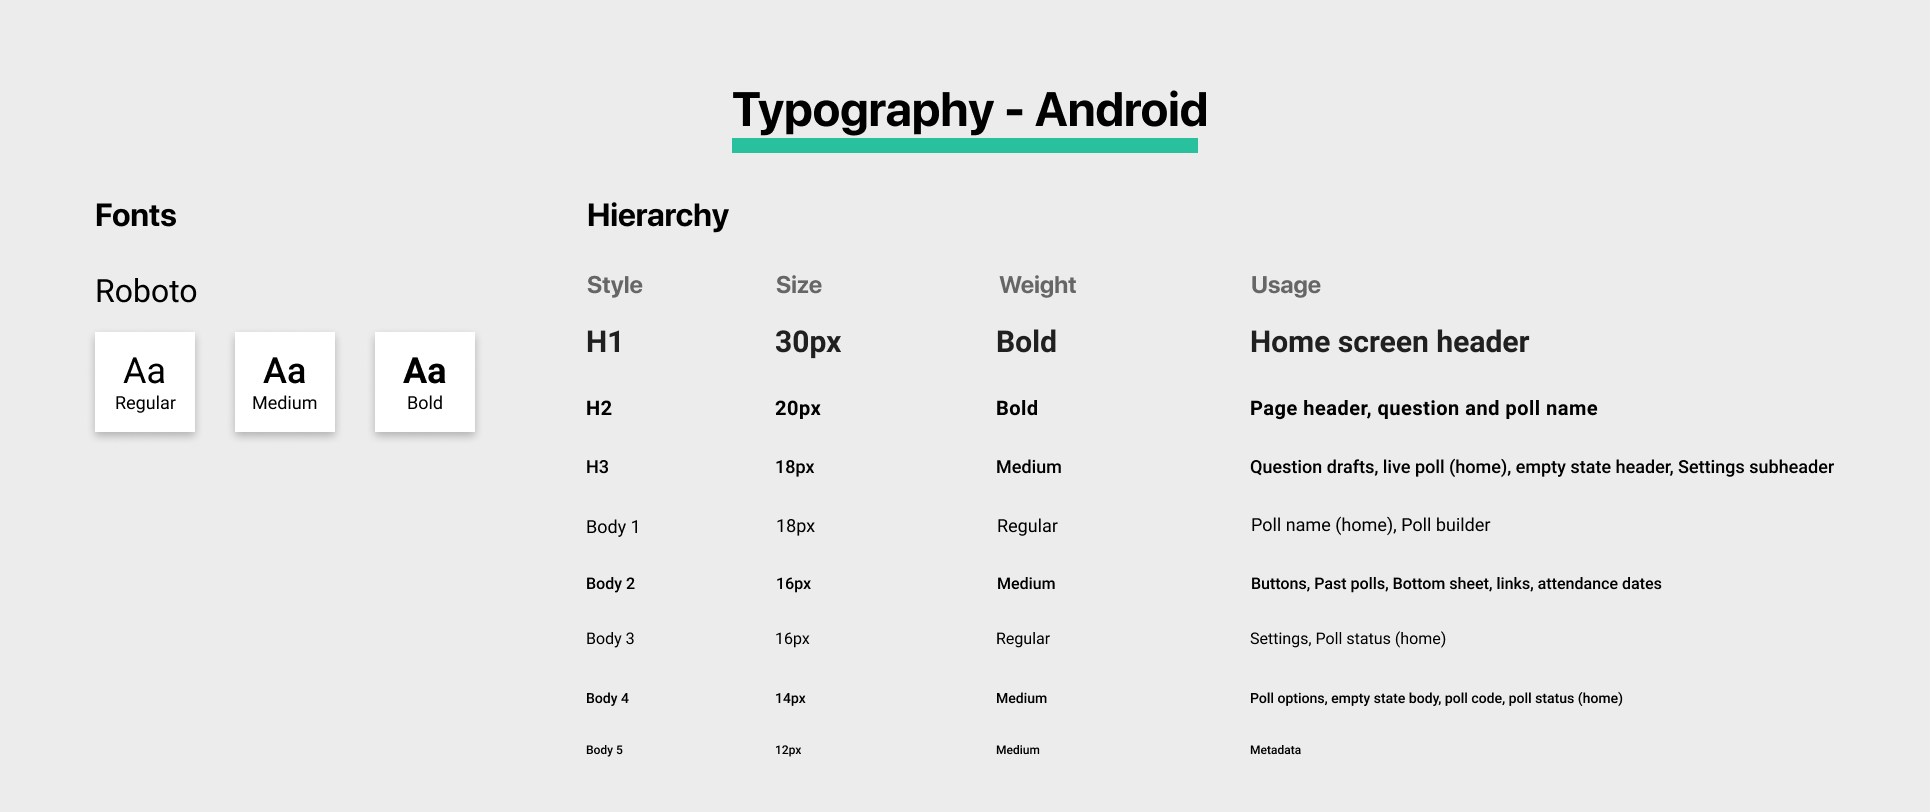 Typography - Android
Fonts
Roboto
Aa
Regular
Aa
Medium
Aa
Bold
Hierarchy
Style Size Weight Usage
H1 30px Bold Home screen header
H2 20px Bold Page header, question and poll name
H3 18px Medium Question drafts, live poll (home), empty state header, Settings subheader
Body 1 18px Regular Poll name (home), Poll builder
Body 2 16px Medium Buttons, Past polls, Bottom sheet, links, attendance dates
Body 3 16px Regular Settings, Poll status (home)
Body 4 14px Medium Poll options, empty state body, poll code, poll status (home)
Body 5 12px Medium Metadata